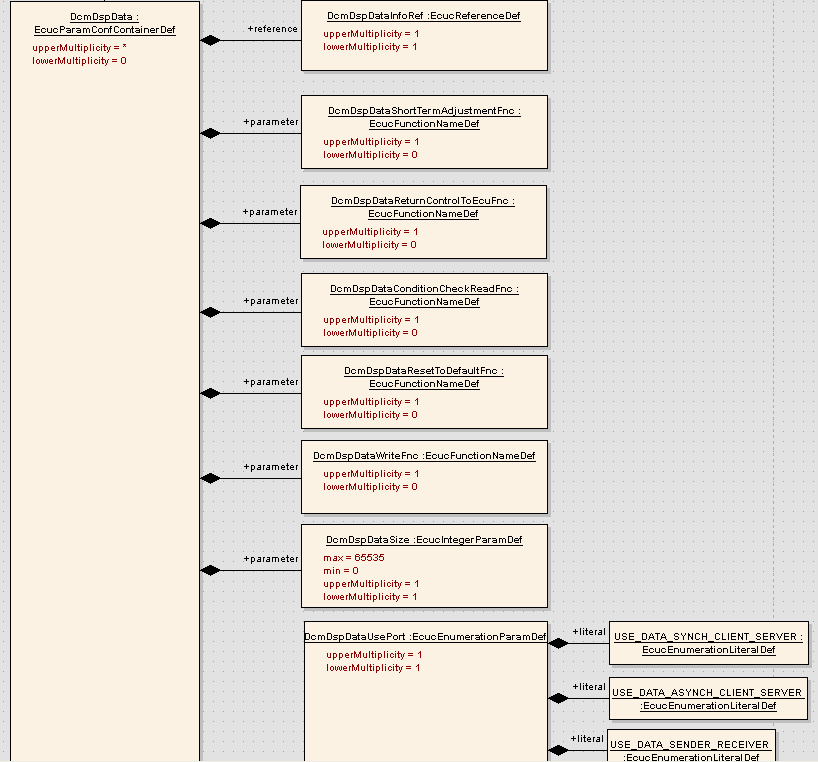 DcmDspData :
EcucParamConfContainerDef
upperMultiplicity = *
lowerMultiplicity = 0
+reference
DcmDspDataInfoRef :EcucReferenceDef
upperMultiplicity = 1
lowerMultiplicity = 1
+parameter
DcmDspDataShortTermAdjustmentFnc :
EcucFunctionNameDef
upperMultiplicity = 1
lowerMultiplicity = 0
+parameter
DcmDspDataReturnControlToEcuFnc :
EcucFunctionNameDef
upperMultiplicity = 1
lowerMultiplicity = 0
+parameter
DcmDspDataConditionCheckReadFnc :
EcucFunctionNameDef
upperMultiplicity = 1
lowerMultiplicity = 0
+parameter
DcmDspDataResetToDefaultFnc :
EcucFunctionNameDef
upperMultiplicity = 1
lowerMultiplicity = 0
+parameter
DcmDspDataWriteFnc :EcucFunctionNameDef
upperMultiplicity = 1
lowerMultiplicity = 0
+parameter
DcmDspDataSize :EcucIntegerParamDef
max = 65535
min = 0
upperMultiplicity = 1
lowerMultiplicity = 1
DcmDspDataUsePort :EcucEnumerationParamDef
upperMultiplicity = 1
lowerMultiplicity = 1
+literal
USE_DATA_SYNCH_CLIENT_SERVER :
EcucEnumerationLiteralDef
+literal
USE_DATA_ASYNCH_CLIENT_SERVER
:EcucEnumerationLiteralDef
+literal
USE_DATA_SENDER_RECEIVER
:EcucEnumerationLiteralDef